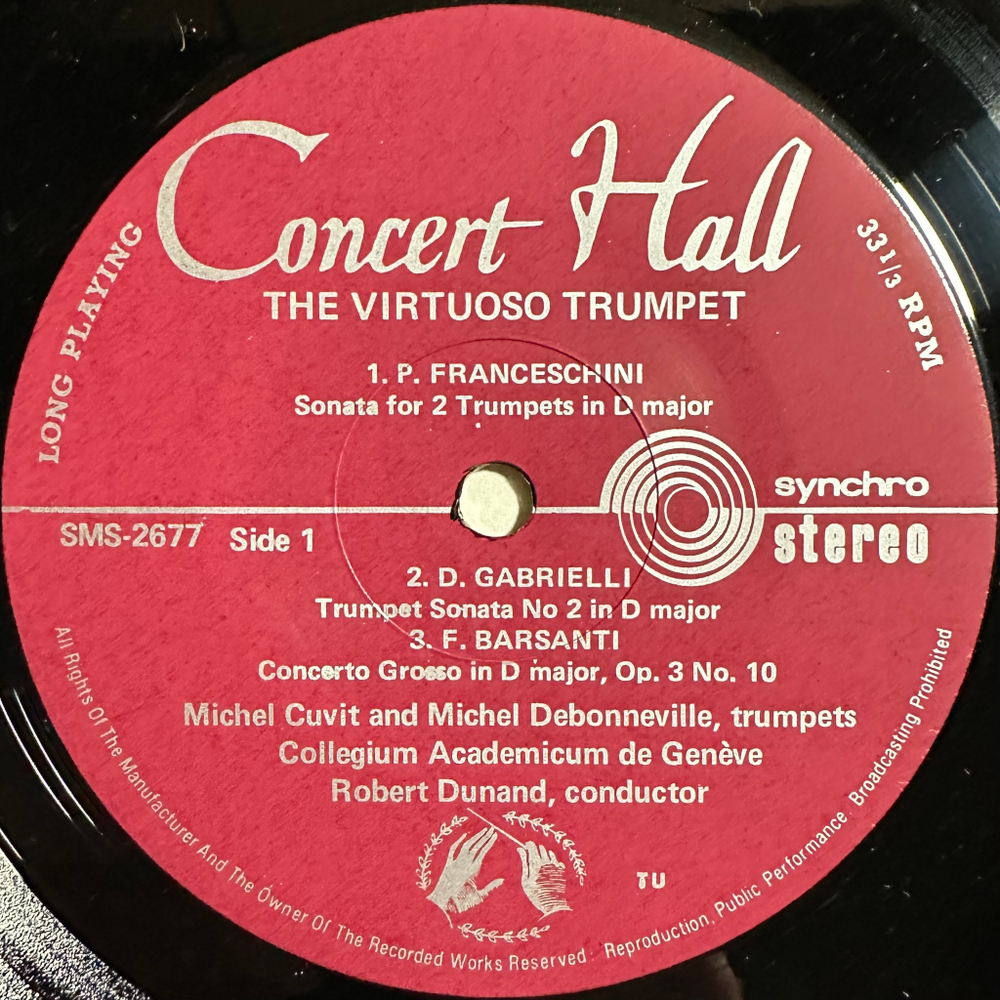 Concert Hall
LONG PLAYING
33 1/3 RPM
THE VIRTUOSO TRUMPET
1. P. FRANCESCHINI
Sonata for 2 Trumpets in D major
synchro
stereo
SMS-2677 Side 1
2. D. GABRIELLI
Trumpet Sonata No 2 in D major
3. F. BARSANTI
Concerto Grosso in D major, Op. 3 No. 10
Michel Cuvit and Michel Debonneville, trumpets
Collegium Academicum de Genève
Robert Dunand, conductor
TU
All Rights Of The Manufacturer And The Owner Of The Recorded Works Reserved. Reproduction, Public Performance. Broadcasting Prohibited